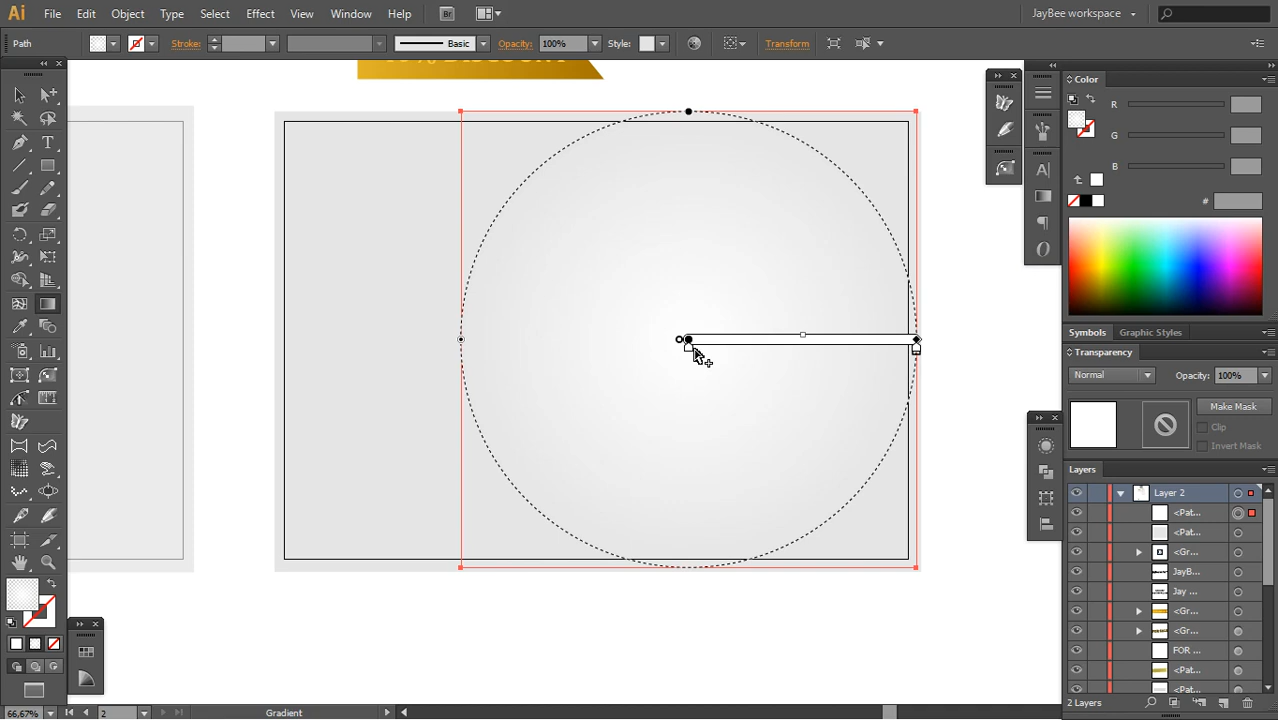 Ai File Edit Object Type Select Effect View Window Help Br JayBee workspace
Path Stroke: Basic Opacity: 100% Style: Transform
DISCOUNT
Color
R
G
B
#
Symbols Graphic Styles
Transparency
Normal Opacity: 100%
Make Mask
Clip
Invert Mask
Layers
Layer 2
<Pat...
<Pat...
<Gr...
JayB...
Jay ...
<Gr...
<Gr...
FOR ...
<Pat...
<Pat...
2 Layers
66,67% 2 Gradient